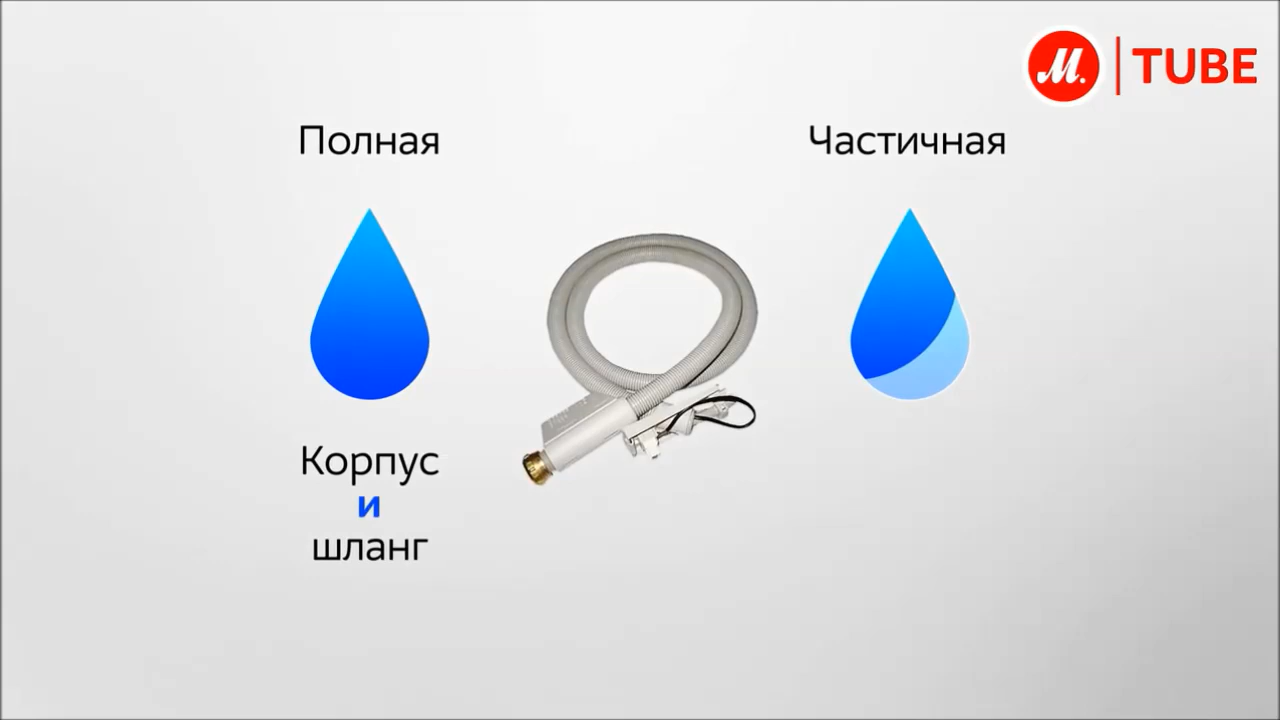 М. TUBE
Полная
Частичная
Корпус
и
шланг